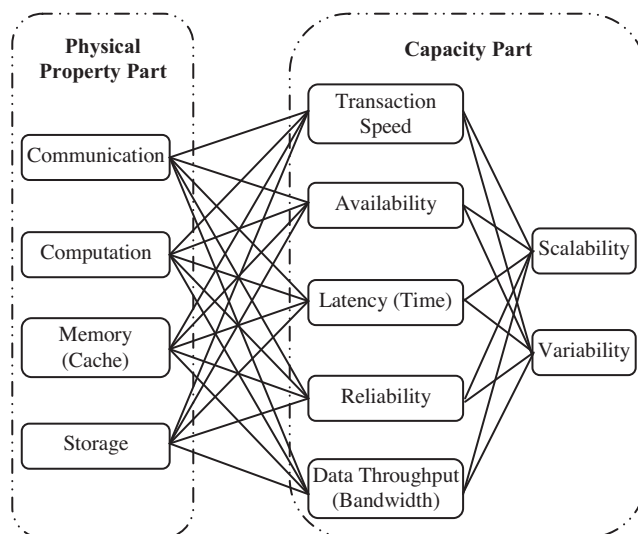 Physical
Property Part
Capacity Part
Communication
Computation
Memory
(Cache)
Storage
Transaction
Speed
Availability
Latency (Time)
Reliability
Data Throughput
(Bandwidth)
Scalability
Variability